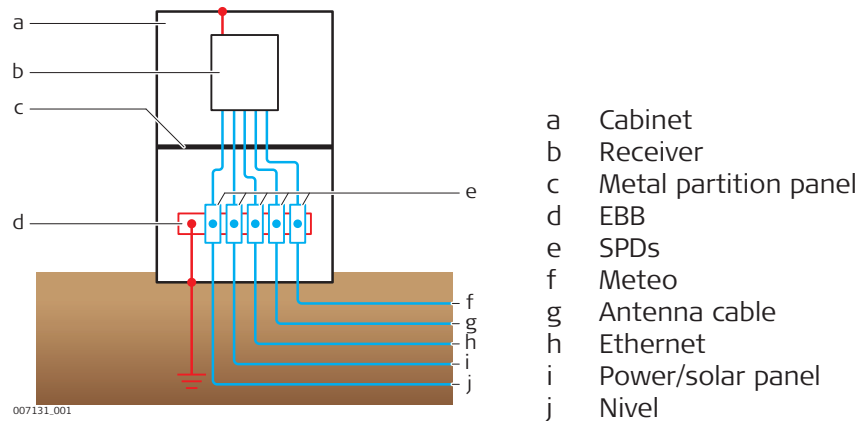 a
b
c
d
e
f
g
h
i
j
007131_001
a Cabinet
b Receiver
c Metal partition panel
d EBB
e SPDs
f Meteo
g Antenna cable
h Ethernet
i Power/solar panel
j Nivel